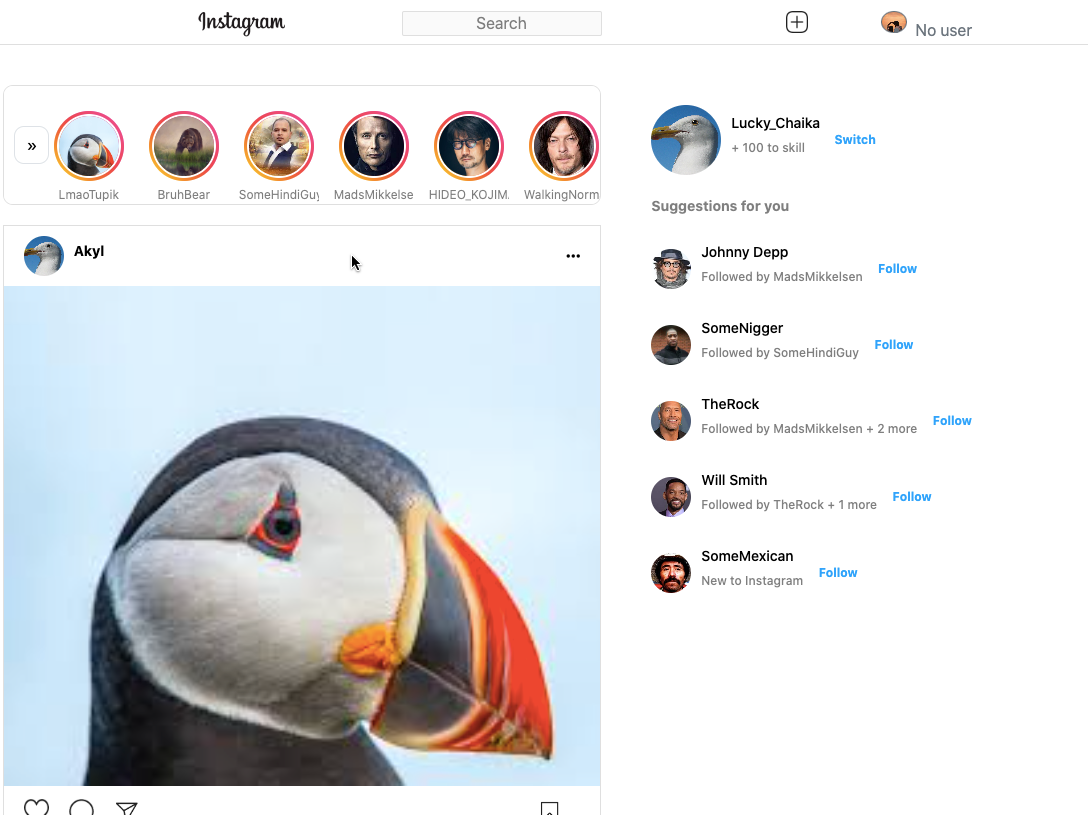 Instagram
Search
No user
»
LmaoTupik
BruhBear
SomeHindiGuy
MadsMikkelse
HIDEO_KOJIM.
WalkingNorm
Lucky_Chaika
+ 100 to skill
Switch
Suggestions for you
Akyl
•••
Johnny Depp
Followed by MadsMikkelsen
Follow
SomeNigger
Followed by SomeHindiGuy
Follow
TheRock
Followed by MadsMikkelsen + 2 more
Follow
Will Smith
Followed by TheRock + 1 more
Follow
SomeMexican
New to Instagram
Follow